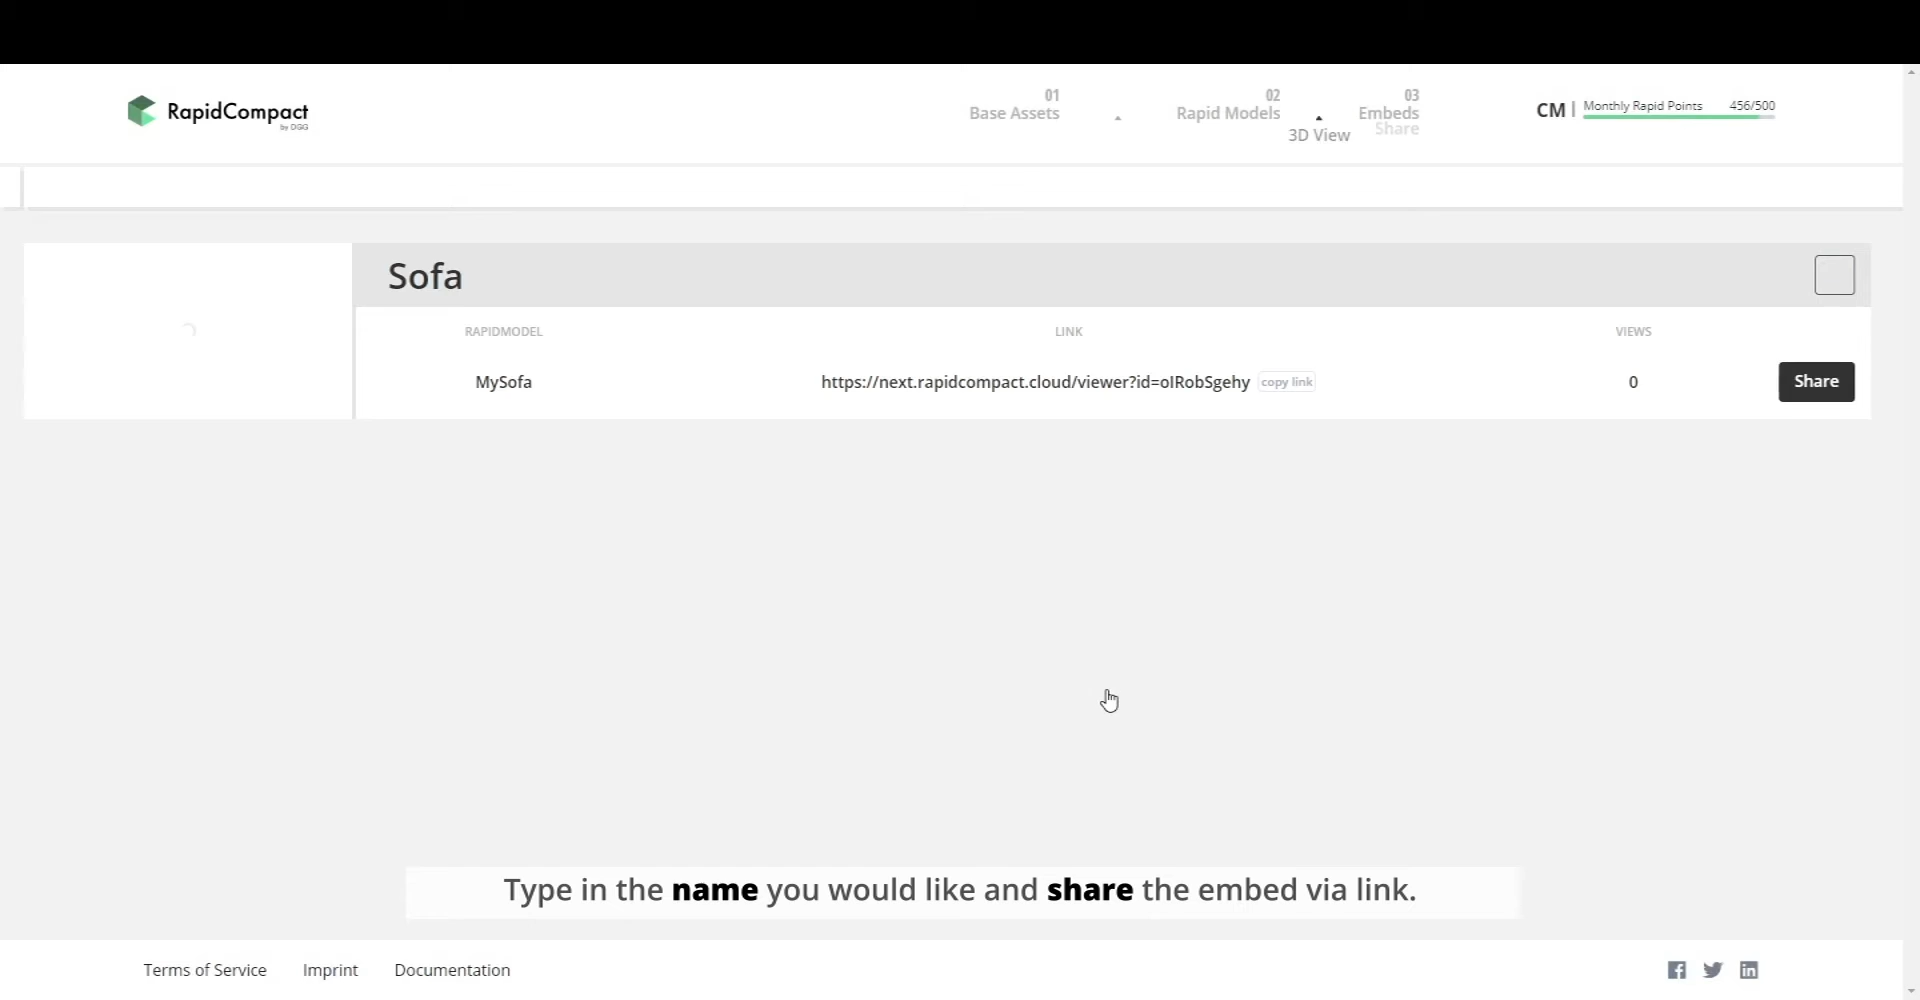 RapidCompact
by DGG
01
Base Assets
02
Rapid Models
3D View
03
Embeds
Share
CM
Monthly Rapid Points 456/500
Sofa
RAPIDMODEL LINK VIEWS
MySofa https://next.rapidcompact.cloud/viewer?id=oIRobSgehy copy link 0 Share
Type in the name you would like and share the embed via link.
Terms of Service Imprint Documentation